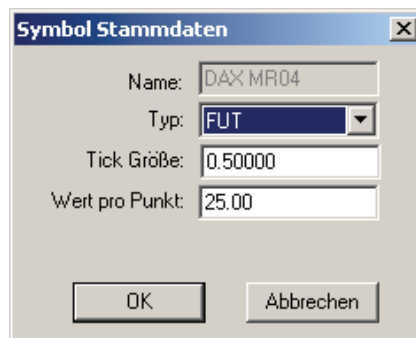 Symbol Stammdaten
Name: DAX MR04
Typ: FUT
Tick Größe: 0.50000
Wert pro Punkt: 25.00
OK Abbrechen